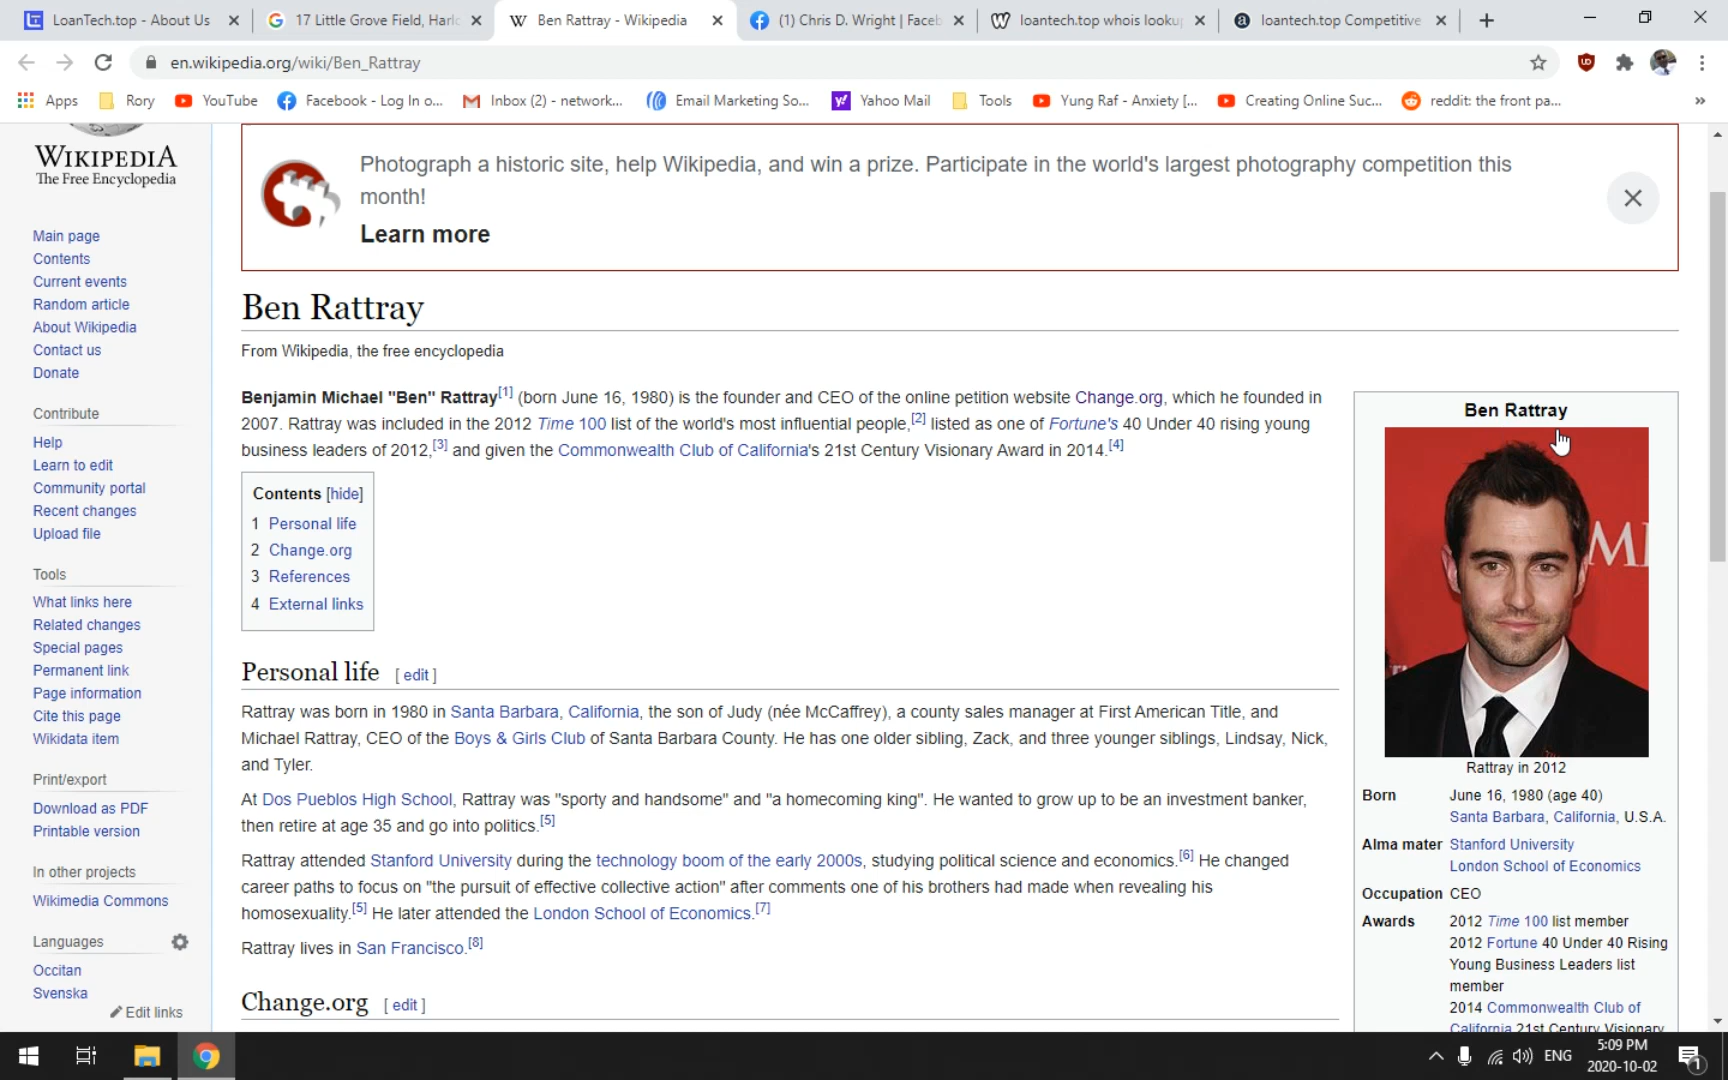 LoanTech.top - About Us
17 Little Grove Field, Harlo
Ben Rattray - Wikipedia
(1) Chris D. Wright | Faceb
loantech.top whois looku
loantech.top Competitive
en.wikipedia.org/wiki/Ben_Rattray
Apps
Rory
YouTube
Facebook - Log In o...
Inbox (2) - network...
Email Marketing So...
Yahoo Mail
Tools
Yung Raf - Anxiety [...
Creating Online Suc...
reddit: the front pa...
WIKIPEDIA
The Free Encyclopedia
Main page
Contents
Current events
Random article
About Wikipedia
Contact us
Donate
Contribute
Help
Learn to edit
Community portal
Recent changes
Upload file
Tools
What links here
Related changes
Special pages
Permanent link
Page information
Cite this page
Wikidata item
Print/export
Download as PDF
Printable version
In other projects
Wikimedia Commons
Languages
Occitan
Svenska
Edit links
Photograph a historic site, help Wikipedia, and win a prize. Participate in the world's largest photography competition this
month!
Learn more
Ben Rattray
From Wikipedia, the free encyclopedia
Benjamin Michael "Ben" Rattray[1] (born June 16, 1980) is the founder and CEO of the online petition website Change.org, which he founded in
2007. Rattray was included in the 2012 Time 100 list of the world's most influential people,[2] listed as one of Fortune's 40 Under 40 rising young
business leaders of 2012,[3] and given the Commonwealth Club of California's 21st Century Visionary Award in 2014.[4]
Contents [hide]
1 Personal life
2 Change.org
3 References
4 External links
Personal life [ edit ]
Rattray was born in 1980 in Santa Barbara, California, the son of Judy (née McCaffrey), a county sales manager at First American Title, and
Michael Rattray, CEO of the Boys & Girls Club of Santa Barbara County. He has one older sibling, Zack, and three younger siblings, Lindsay, Nick,
and Tyler.
At Dos Pueblos High School, Rattray was "sporty and handsome" and "a homecoming king". He wanted to grow up to be an investment banker,
then retire at age 35 and go into politics.[5]
Rattray attended Stanford University during the technology boom of the early 2000s, studying political science and economics.[6] He changed
career paths to focus on "the pursuit of effective collective action" after comments one of his brothers had made when revealing his
homosexuality.[5] He later attended the London School of Economics.[7]
Rattray lives in San Francisco.[8]
Change.org [ edit ]
Ben Rattray
Rattray in 2012
Born June 16, 1980 (age 40)
Santa Barbara, California, U.S.A.
Alma mater Stanford University
London School of Economics
Occupation CEO
Awards 2012 Time 100 list member
2012 Fortune 40 Under 40 Rising
Young Business Leaders list
member
2014 Commonwealth Club of
California 21st Century Visionary
ENG
5:09 PM
2020-10-02
1